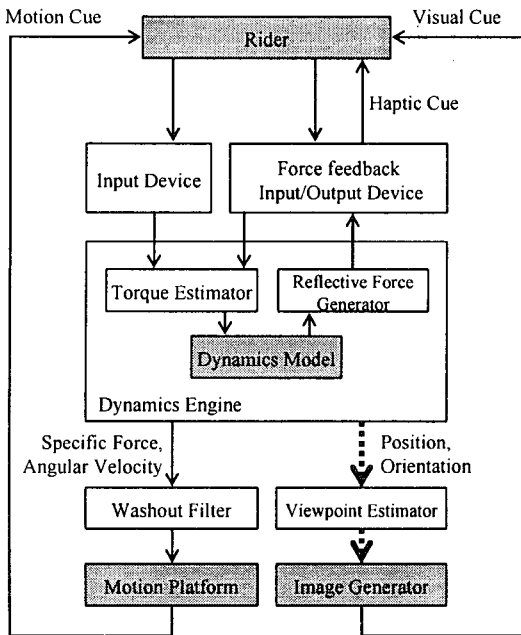 Motion Cue
Visual Cue
Rider
Haptic Cue
Input Device
Force feedback
Input/Output Device
Torque Estimator
Reflective Force
Generator
Dynamics Model
Dynamics Engine
Specific Force,
Angular Velocity
Position,
Orientation
Washout Filter
Viewpoint Estimator
Motion Platform
Image Generator